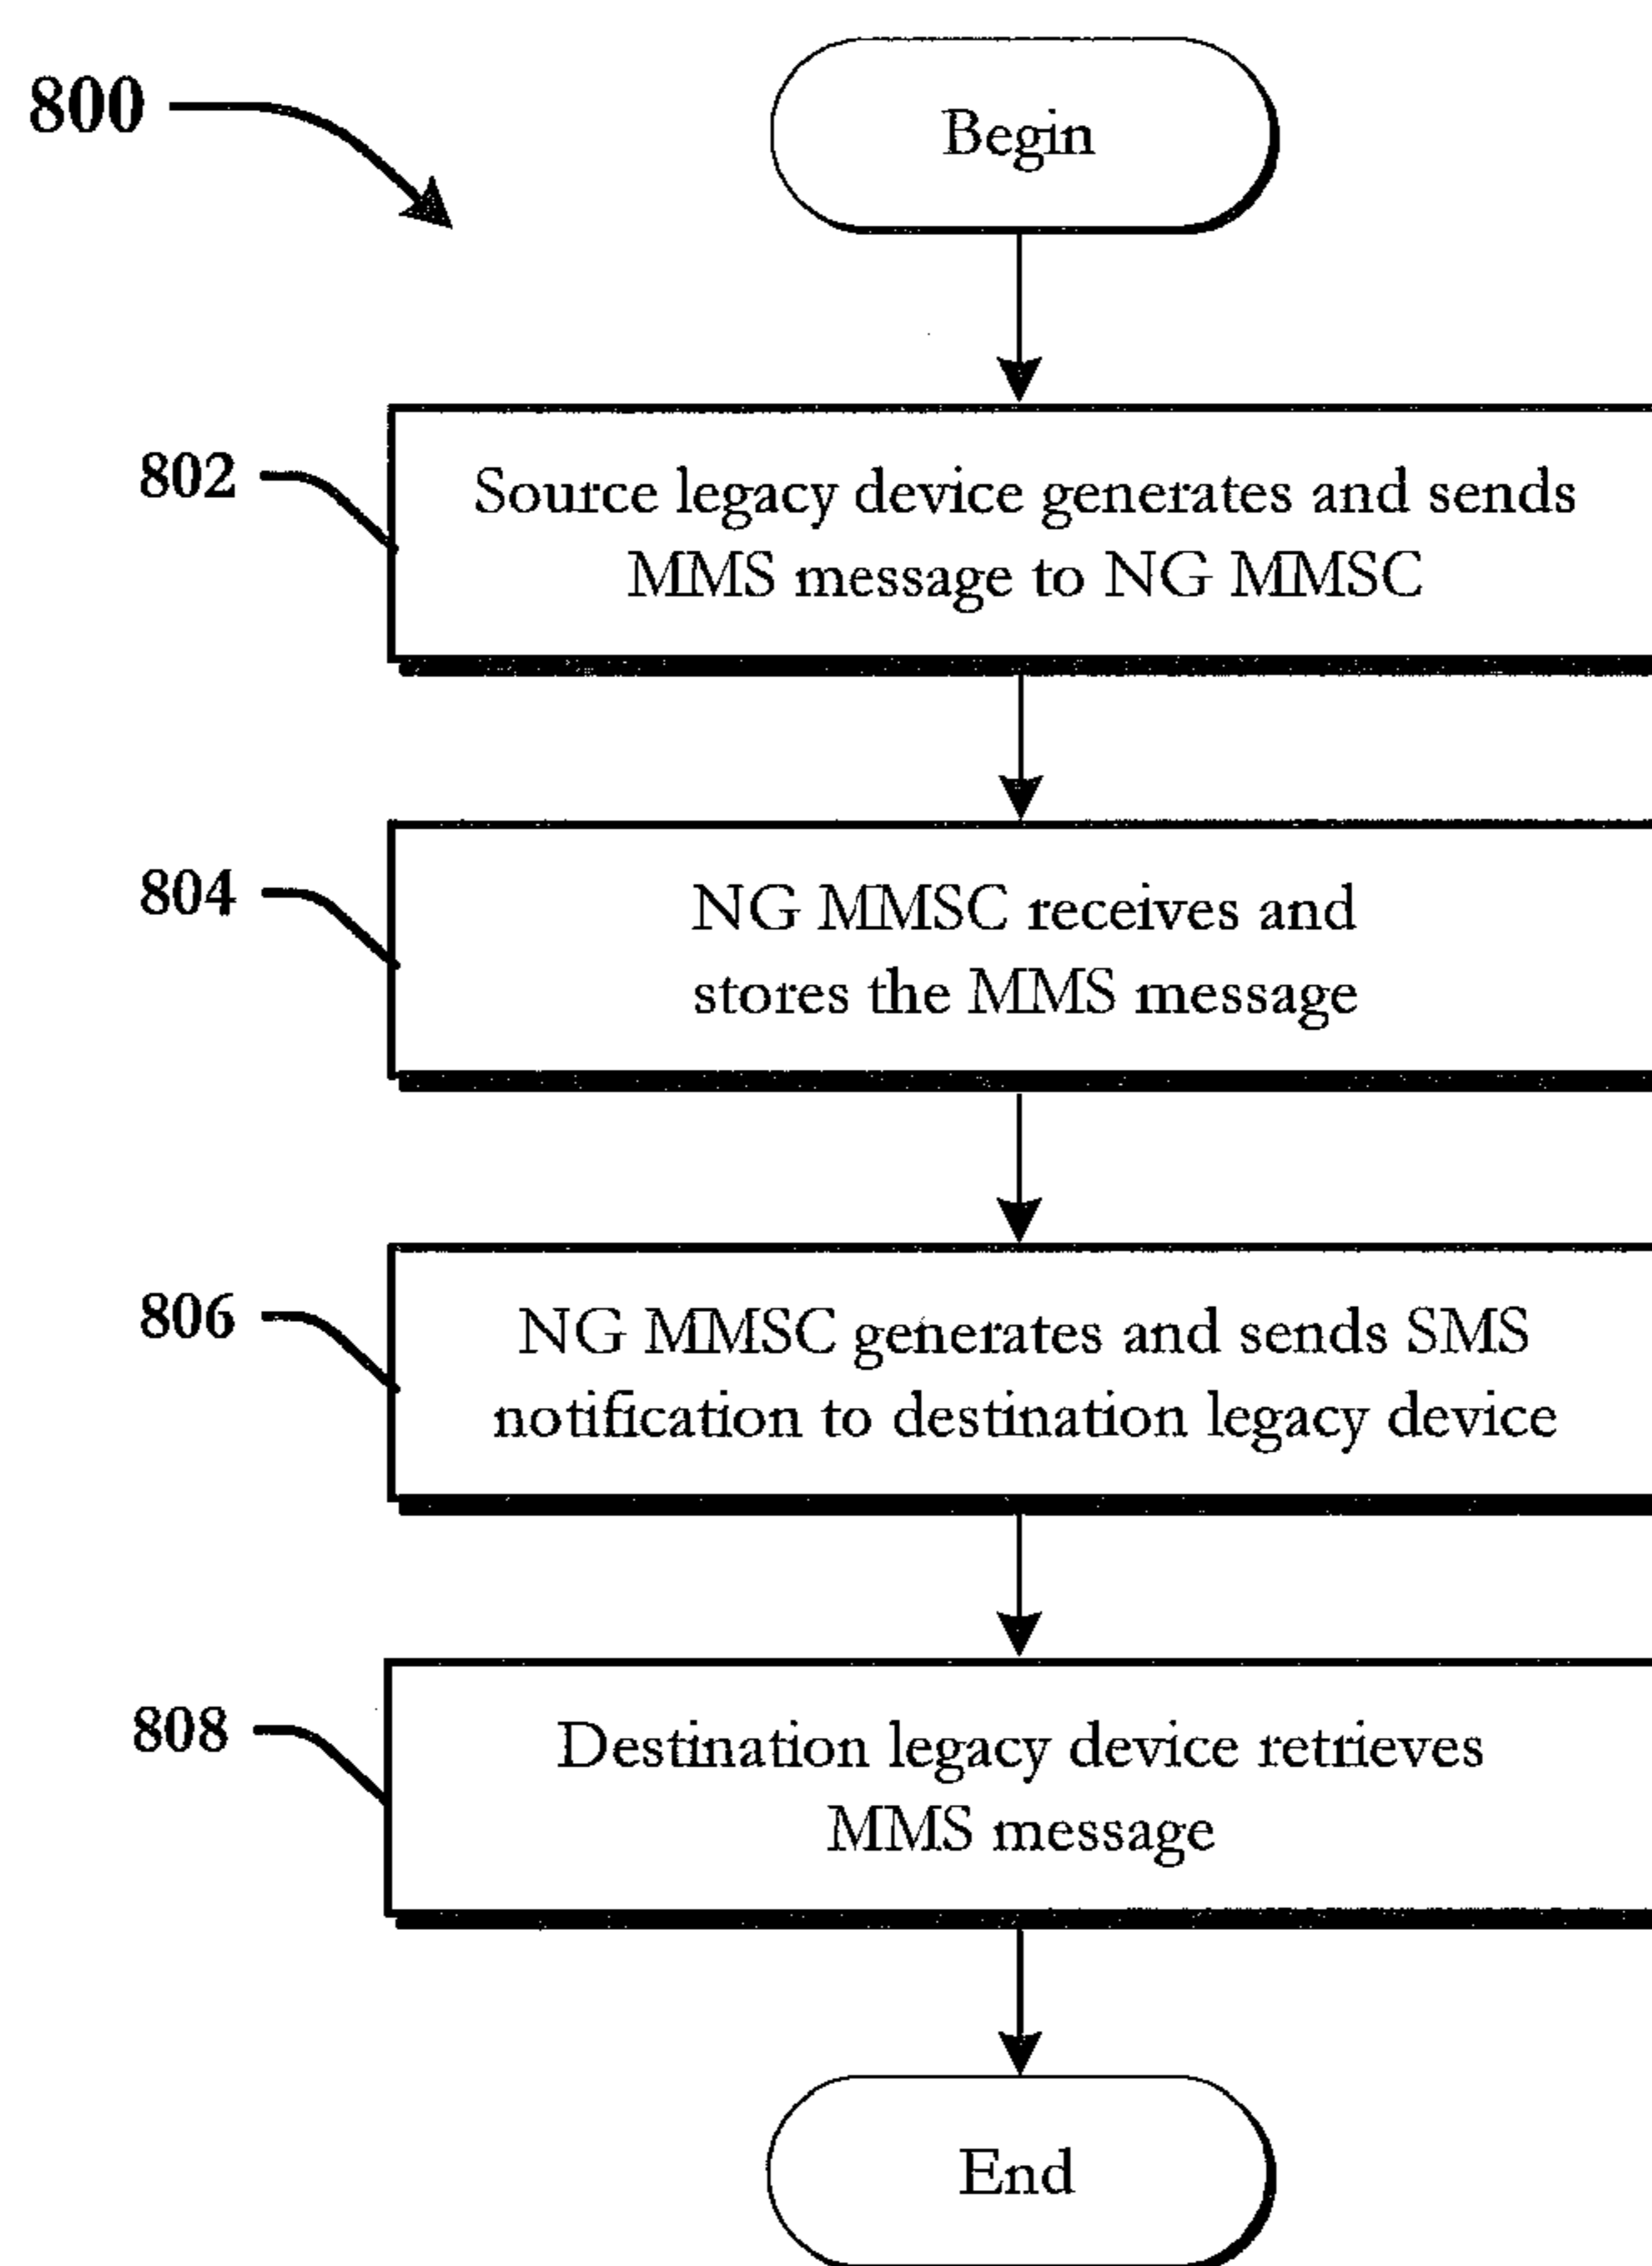 800
Begin
802
Source legacy device generates and sends
MMS message to NG MMSC
804
NG MMSC receives and
stores the MMS message
806
NG MMSC generates and sends SMS
notification to destination legacy device
808
Destination legacy device retrieves
MMS message
End